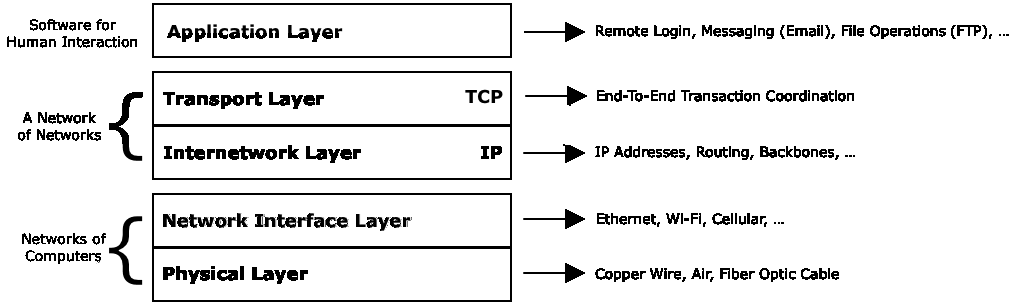 Software for
Human Interaction
Application Layer
Remote Login, Messaging (Email), File Operations (FTP), ...
A Network
of Networks
Transport Layer TCP
End-To-End Transaction Coordination
Internetwork Layer IP
IP Addresses, Routing, Backbones, ...
Networks of
Computers
Network Interface Layer
Ethernet, Wi-Fi, Cellular, ...
Physical Layer
Copper Wire, Air, Fiber Optic Cable